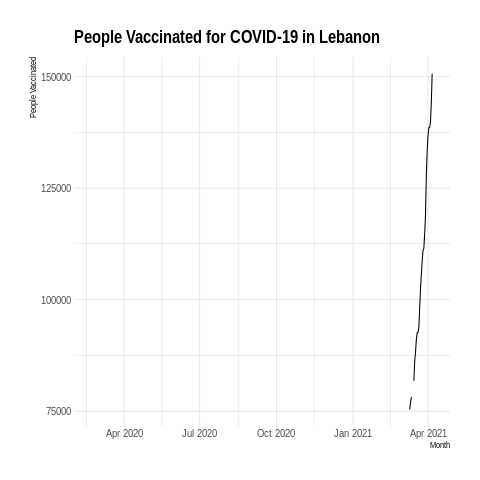 People Vaccinated for COVID-19 in Lebanon
People Vaccinated
150000
125000
100000
75000
Apr 2020 Jul 2020 Oct 2020 Jan 2021 Apr 2021
Month